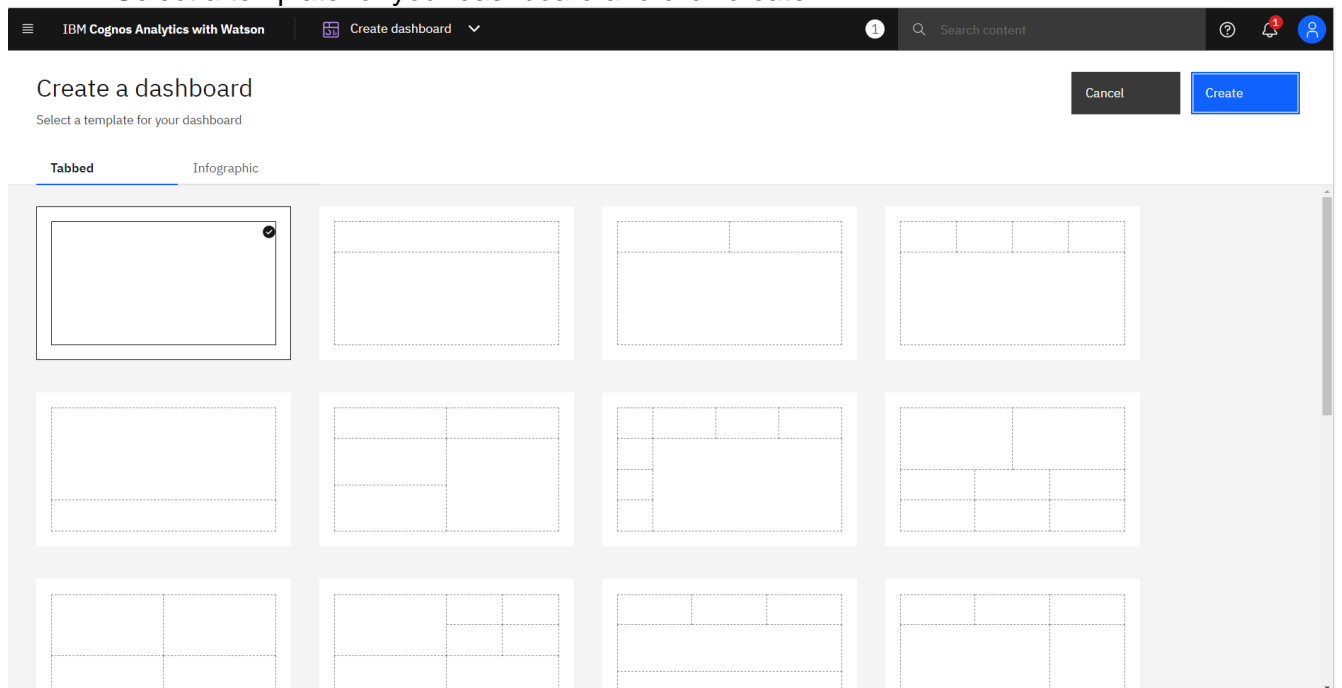 IBM Cognos Analytics with Watson
Create dashboard
1
Search content
1
Create a dashboard
Cancel
Create
Select a template for your dashboard
Tabbed
Infographic